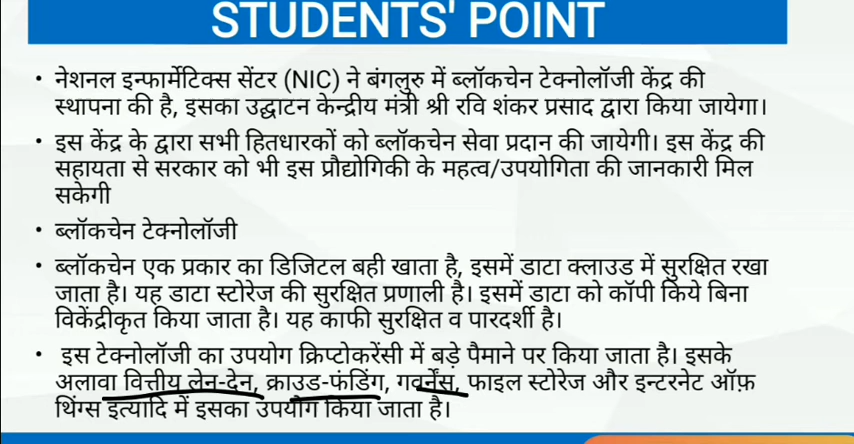 STUDENTS' POINT
• नेशनल इन्फार्मेटिक्स सेंटर (NIC) ने बंगलुरु में ब्लॉकचेन टेक्नोलॉजी केंद्र की
स्थापना की है, इसका उद्घाटन केन्द्रीय मंत्री श्री रवि शंकर प्रसाद द्वारा किया जायेगा।
• इस केंद्र के द्वारा सभी हितधारकों को ब्लॉकचेन सेवा प्रदान की जायेगी। इस केंद्र की
सहायता से सरकार को भी इस प्रौद्योगिकी के महत्व/उपयोगिता की जानकारी मिल
सकेगी
• ब्लॉकचेन टेक्नोलॉजी
• ब्लॉकचेन एक प्रकार का डिजिटल बही खाता है, इसमें डाटा क्लाउड में सुरक्षित रखा
जाता है। यह डाटा स्टोरेज की सुरक्षित प्रणाली है। इसमें डाटा को कॉपी किये बिना
विकेंद्रीकृत किया जाता है। यह काफी सुरक्षित व पारदर्शी है।
• इस टेक्नोलॉजी का उपयोग क्रिप्टोकरेंसी में बड़े पैमाने पर किया जाता है। इसके
अलावा वित्तीय लेन-देन, क्राउड-फंडिंग, गवर्नेंस, फाइल स्टोरेज और इन्टरनेट ऑफ़
थिंग्स इत्यादि में इसका उपयोग किया जाता है।